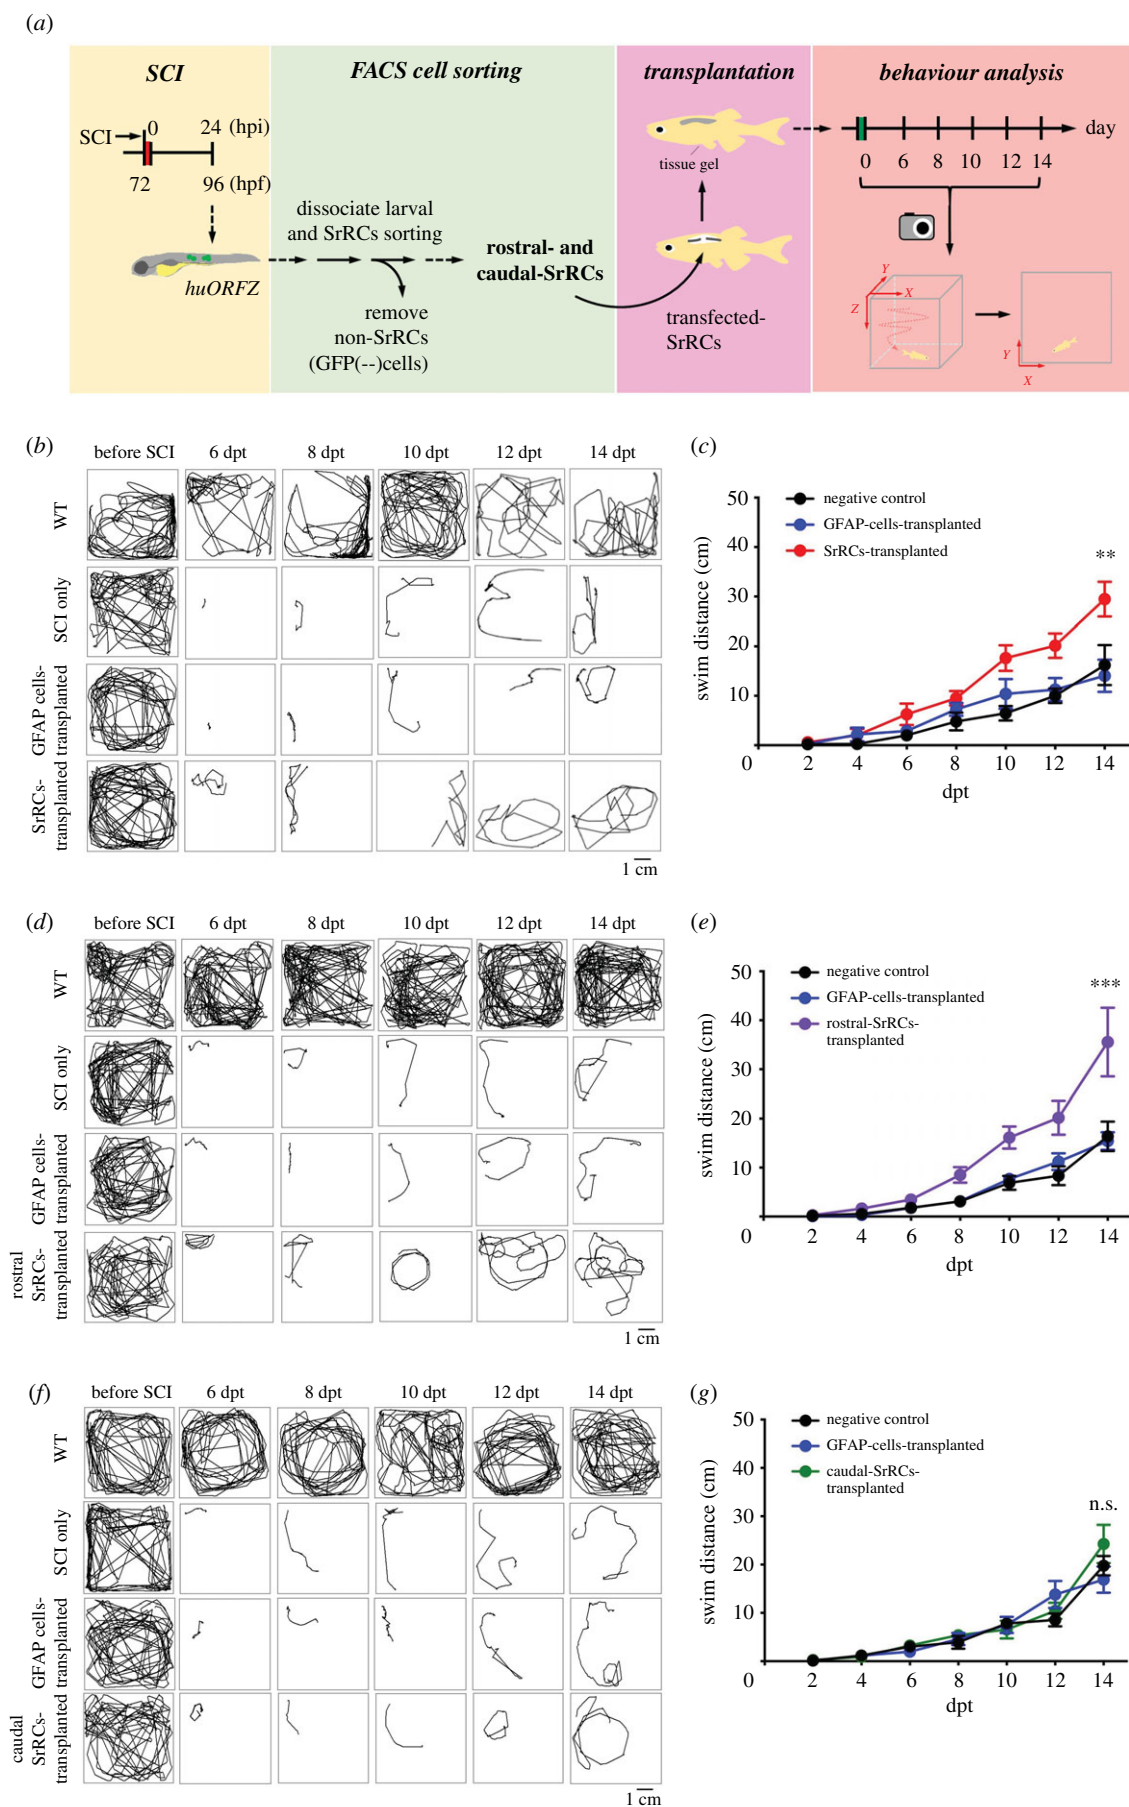 (a)
SCI
FACS cell sorting
transplantation
behaviour analysis
SCI
0
24 (hpi)
72
96 (hpf)
huORFZ
dissociate larval
and SrRCs sorting
remove
non-SrRCs
(GFP(--)cells)
rostral- and
caudal-SrRCs
tissue gel
transfected-
SrRCs
day
0 6 8 10 12 14
Y
X
Z
Y
X
(b)
before SCI 6 dpt 8 dpt 10 dpt 12 dpt 14 dpt
WT
SCI only
GFAP cells-
transplanted
SrRCs-
transplanted
1 cm
(c)
negative control
GFAP-cells-transplanted
SrRCs-transplanted
**
swim distance (cm)
50
40
30
20
10
0 2 4 6 8 10 12 14
dpt
(d)
before SCI 6 dpt 8 dpt 10 dpt 12 dpt 14 dpt
WT
SCI only
GFAP cells-
transplanted
rostral
SrRCs-
transplanted
1 cm
(e)
negative control
GFAP-cells-transplanted
rostral-SrRCs-
transplanted
***
swim distance (cm)
50
40
30
20
10
0 2 4 6 8 10 12 14
dpt
(f)
before SCI 6 dpt 8 dpt 10 dpt 12 dpt 14 dpt
WT
SCI only
GFAP cells-
transplanted
caudal
SrRCs-
transplanted
1 cm
(g)
negative control
GFAP-cells-transplanted
caudal-SrRCs-
transplanted
n.s.
swim distance (cm)
50
40
30
20
10
0 2 4 6 8 10 12 14
dpt